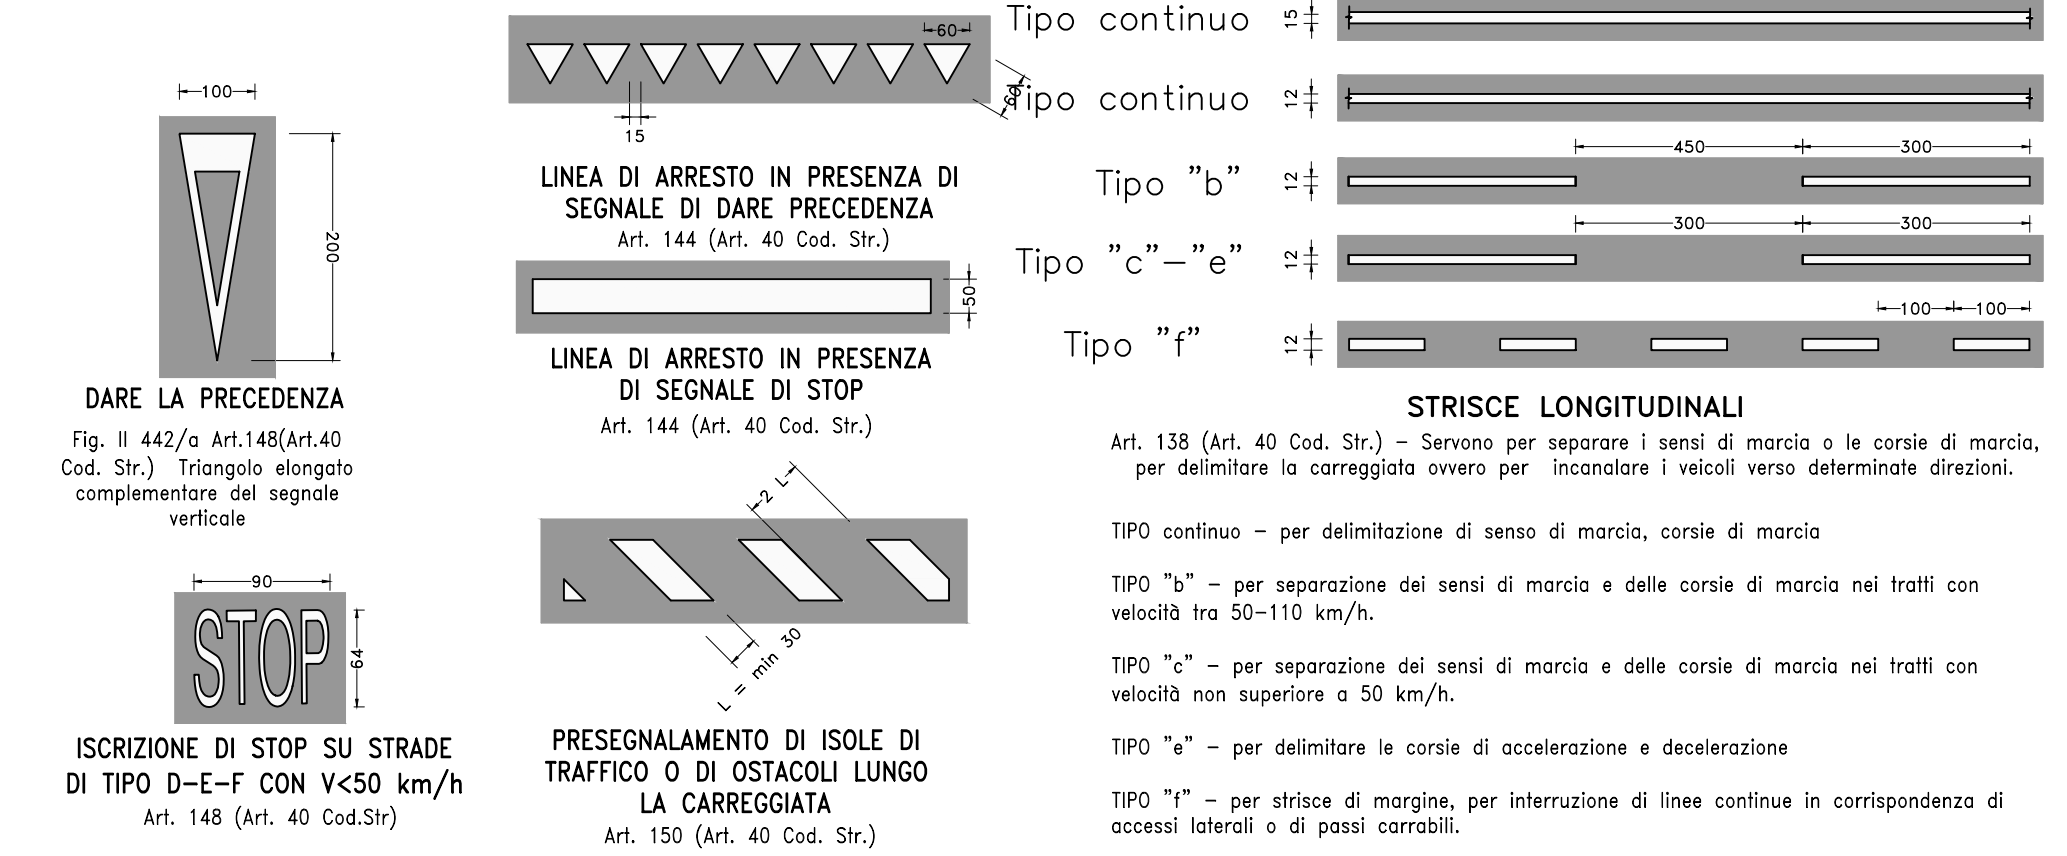 100
200
DARE LA PRECEDENZA
Fig. II 442/a Art.148(Art.40
Cod. Str.) Triangolo elongato
complementare del segnale
verticale
90
STOP
64
ISCRIZIONE DI STOP SU STRADE
DI TIPO D-E-F CON V<50 km/h
Art. 148 (Art. 40 Cod.Str)
60
60
15
LINEA DI ARRESTO IN PRESENZA DI
SEGNALE DI DARE PRECEDENZA
Art. 144 (Art. 40 Cod. Str.)
50
LINEA DI ARRESTO IN PRESENZA
DI SEGNALE DI STOP
Art. 144 (Art. 40 Cod. Str.)
2 L
L = min 30
PRESEGNALAMENTO DI ISOLE DI
TRAFFICO O DI OSTACOLI LUNGO
LA CARREGGIATA
Art. 150 (Art. 40 Cod. Str.)
Tipo continuo 15
Tipo continuo 12
450 300
Tipo "b" 12
300 300
Tipo "c"-"e" 12
100 100
Tipo "f" 12
STRISCE LONGITUDINALI
Art. 138 (Art. 40 Cod. Str.) - Servono per separare i sensi di marcia o le corsie di marcia,
per delimitare la carreggiata ovvero per incanalare i veicoli verso determinate direzioni.
TIPO continuo - per delimitazione di senso di marcia, corsie di marcia
TIPO "b" - per separazione dei sensi di marcia e delle corsie di marcia nei tratti con
velocità tra 50-110 km/h.
TIPO "c" - per separazione dei sensi di marcia e delle corsie di marcia nei tratti con
velocità non superiore a 50 km/h.
TIPO "e" - per delimitare le corsie di accelerazione e decelerazione
TIPO "f" - per strisce di margine, per interruzione di linee continue in corrispondenza di
accessi laterali o di passi carrabili.